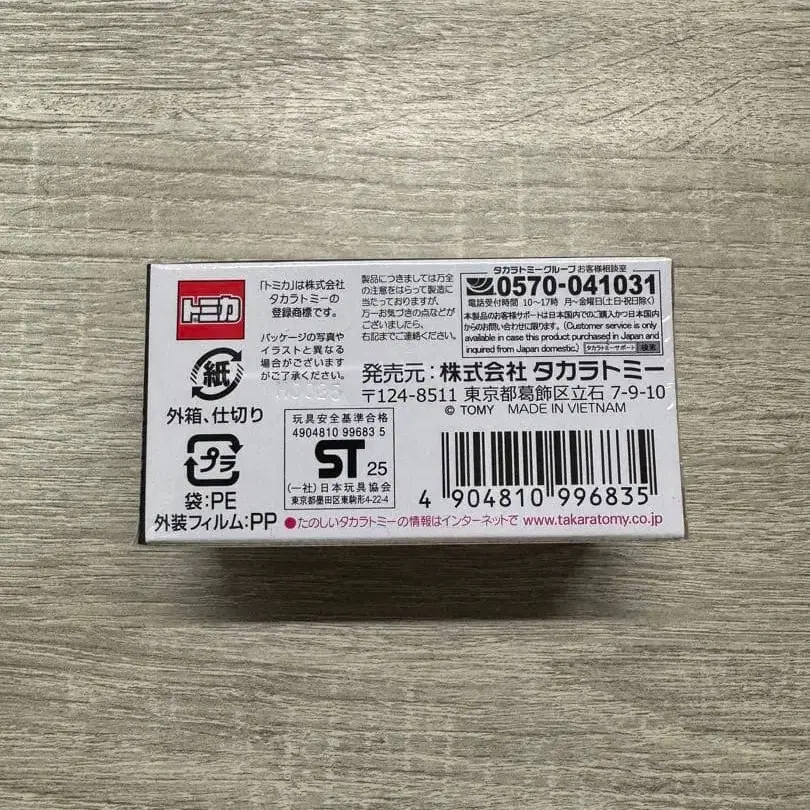 トミカ
「トミカ」は株式会社
タカラトミーの
登録商標です。
パッケージの写真や
イラストと異なる
場合がございます
がご了承ください。
製品につきましては万全
の注意をはらって製造に
当たっておりますが、
万一お気づきの点などが
ございましたら、
右記までご連絡ください。
タカラトミーグループお客様相談室
0570-041031
電話受付時間 10〜17時 月〜金曜日(土・日・祝日除く)
本製品のお客様サポートは日本国内でのご購入かつ日本国内
からのお問い合わせに限ります。(Customer service is only
available in case this product purchased in Japan and
inquired from Japan domestic.) タカラトミーサポート 検索
発売元:株式会社 タカラトミー
〒124-8511 東京都葛飾区立石 7-9-10
© TOMY MADE IN VIETNAM
紙
外箱、仕切り
プラ
袋:PE
外装フィルム:PP
玩具安全基準合格
4904810 99683 5
ST 25
(一社)日本玩具協会
東京都墨田区東駒形4-22-4
4 904810 996835
●たのしいタカラトミーの情報はインターネットで www.takaratomy.co.jp